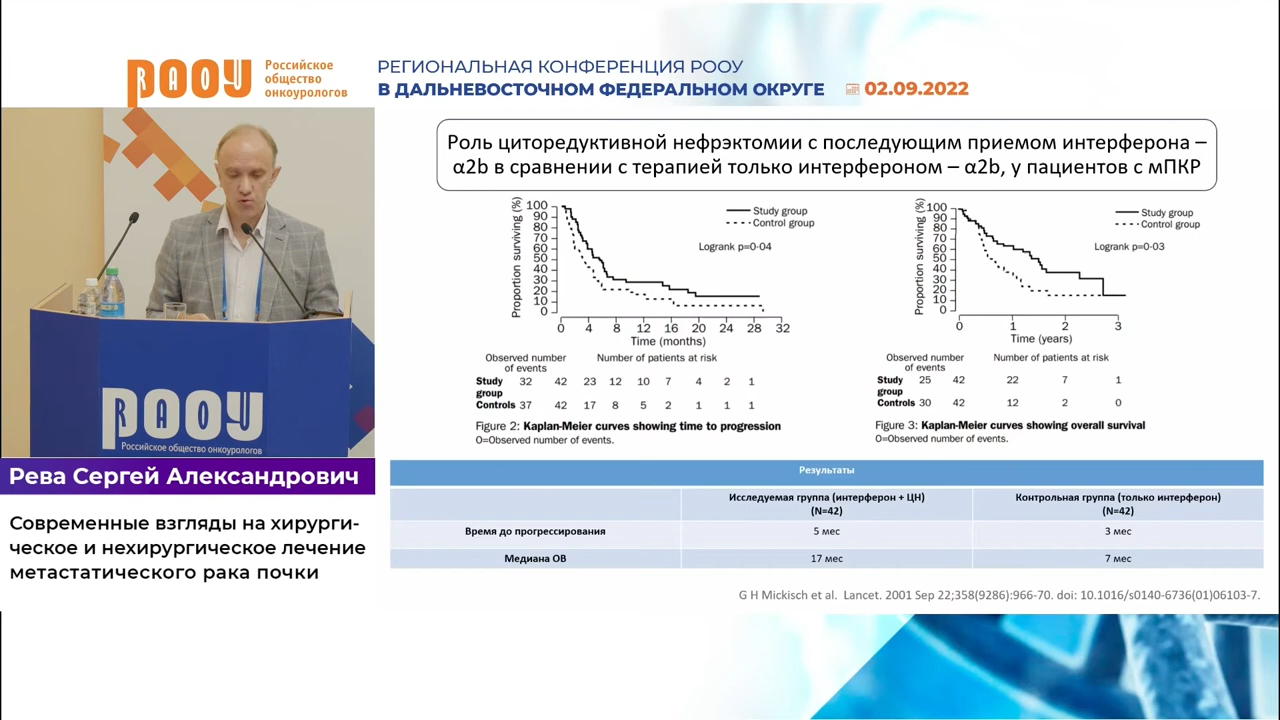 РООУ
Российское
общество
онкоурологов
РЕГИОНАЛЬНАЯ КОНФЕРЕНЦИЯ РООУ
В ДАЛЬНЕВОСТОЧНОМ ФЕДЕРАЛЬНОМ ОКРУГЕ 02.09.2022
РООУ
Российское общество онкоурологов
Рева Сергей Александрович
Современные взгляды на хирурги-
ческое и нехирургическое лечение
метастатического рака почки
Роль циторедуктивной нефрэктомии с последующим приемом интерферона –
α2b в сравнении с терапией только интерфероном – α2b, у пациентов с мПКР
Proportion surviving (%)
100
90
80
70
60
50
40
30
20
10
0
Study group
Control group
Logrank p=0·04
0 4 8 12 16 20 24 28 32
Time (months)
Observed number
of events
Number of patients at risk
Study
group
32 42 23 12 10 7 4 2 1
Controls 37 42 17 8 5 2 1 1 1
Figure 2: Kaplan-Meier curves showing time to progression
O=Observed number of events.
Proportion surviving (%)
100
90
80
70
60
50
40
30
20
10
0
Study group
Control group
Logrank p=0·03
0 1 2 3
Time (years)
Observed number
of events
Number of patients at risk
Study
group
25 42 22 7 1
Controls 30 42 12 2 0
Figure 3: Kaplan-Meier curves showing overall survival
O=Observed number of events.
Результаты
Исследуемая группа (интерферон + ЦН)
(N=42)
Контрольная группа (только интерферон)
(N=42)
Время до прогрессирования 5 мес 3 мес
Медиана ОВ 17 мес 7 мес
G H Mickisch et al. Lancet. 2001 Sep 22;358(9286):966-70. doi: 10.1016/s0140-6736(01)06103-7.